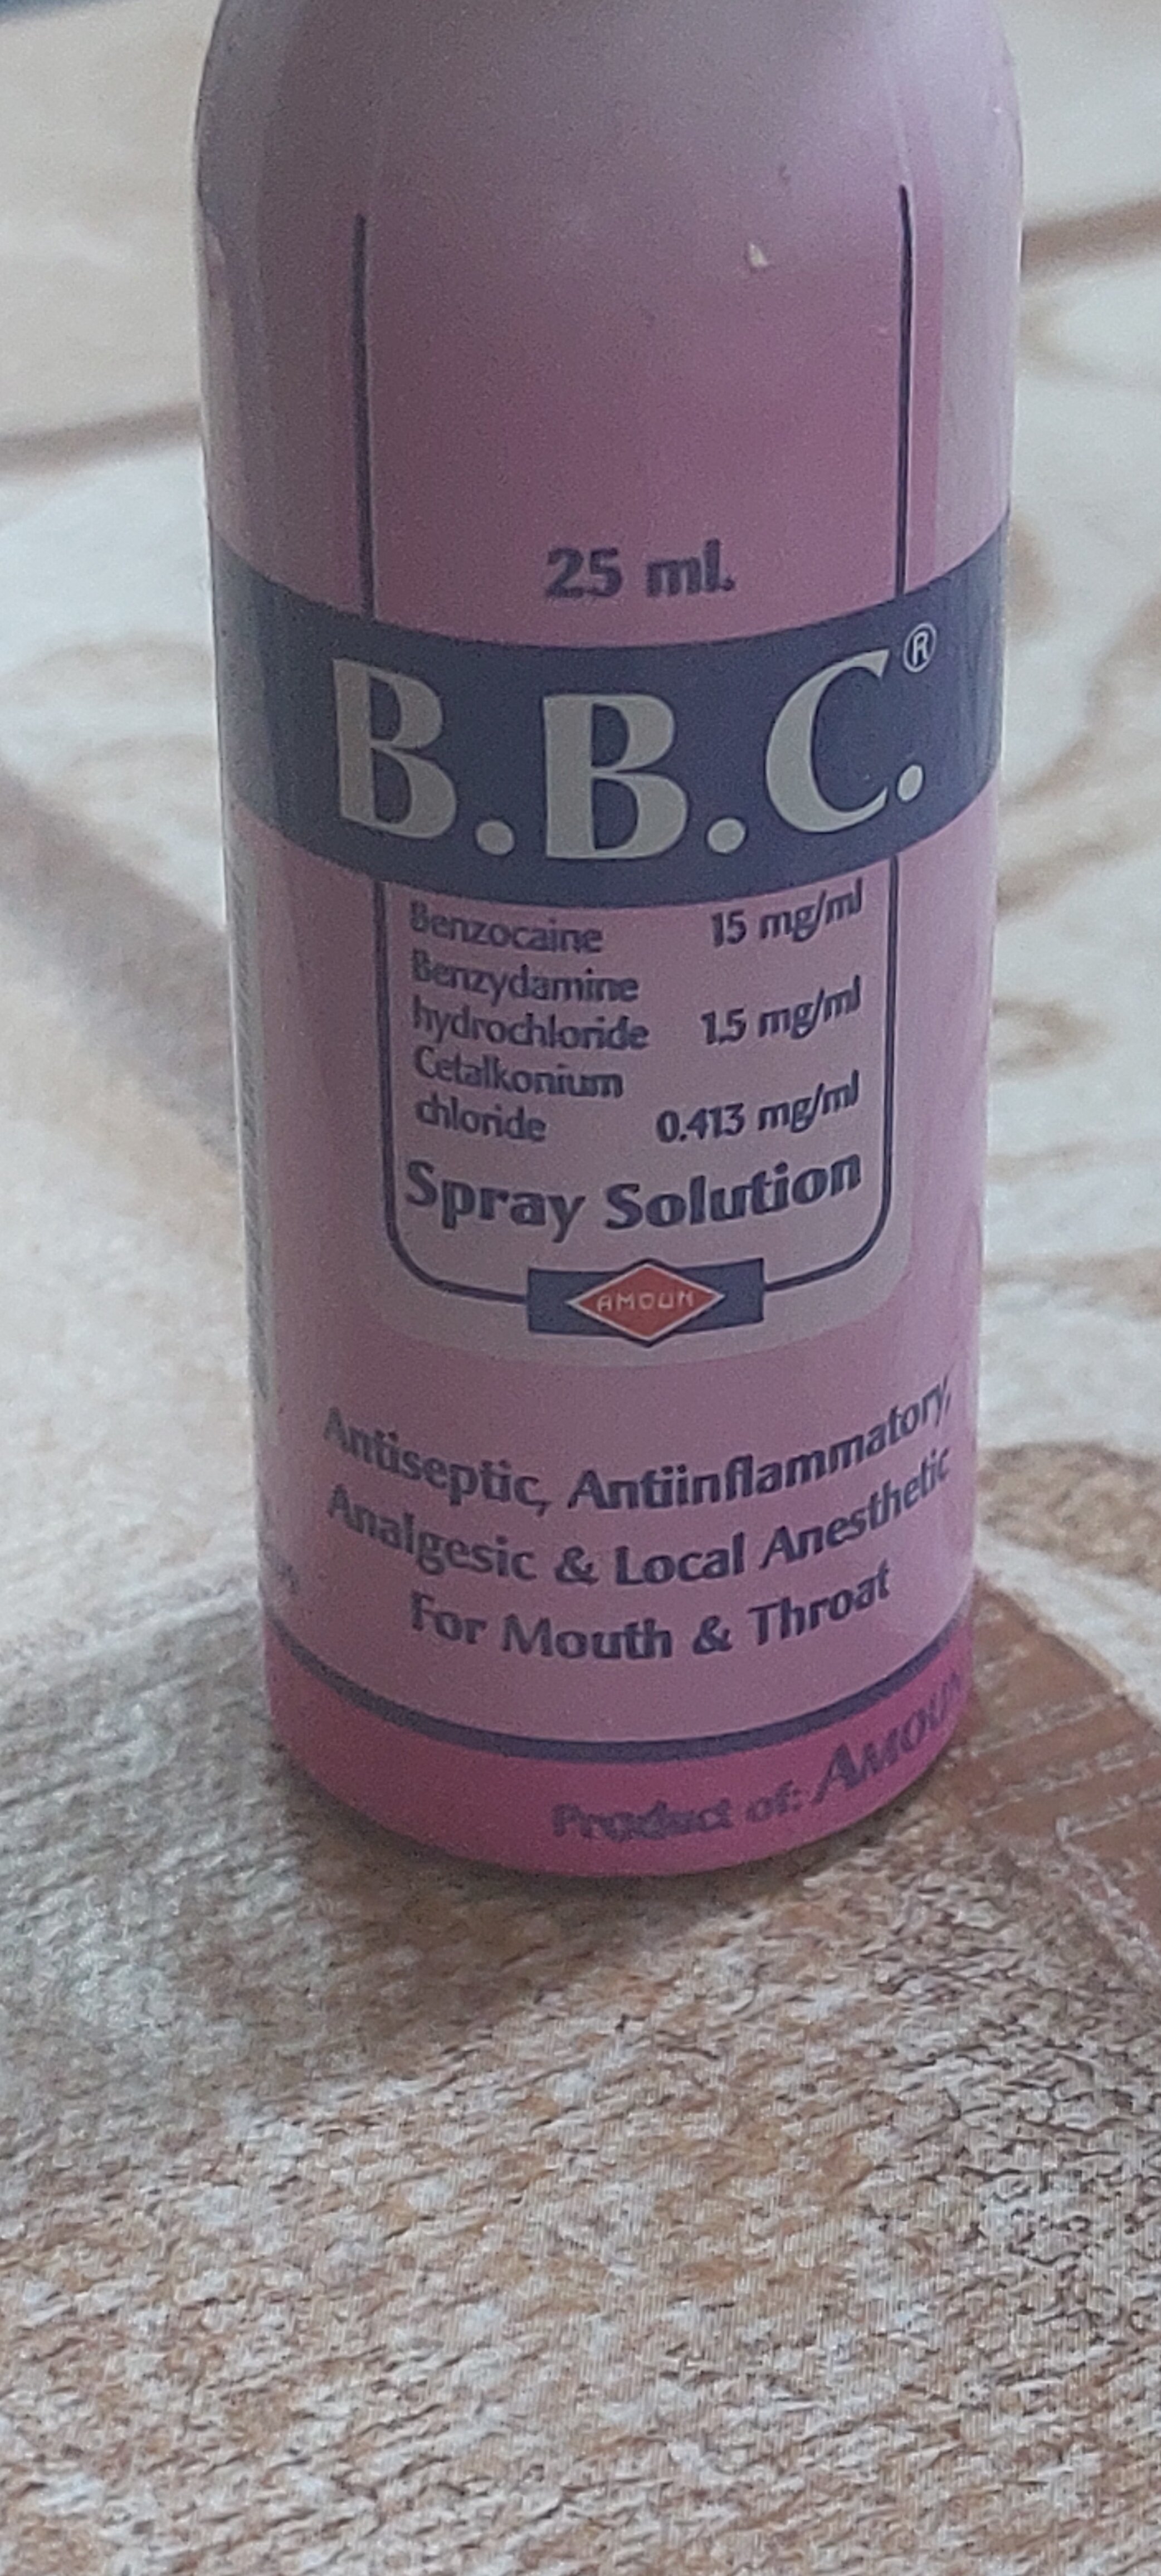 25 ml.
B.B.C.®
Benzocaine 15 mg/ml
Benzydamine
hydrochloride 1.5 mg/ml
Cetalkonium
chloride 0.413 mg/ml
Spray Solution
AMOUN
Antiseptic, Antiinflammatory,
Analgesic & Local Anesthetic
For Mouth & Throat
Product of: AMOUN